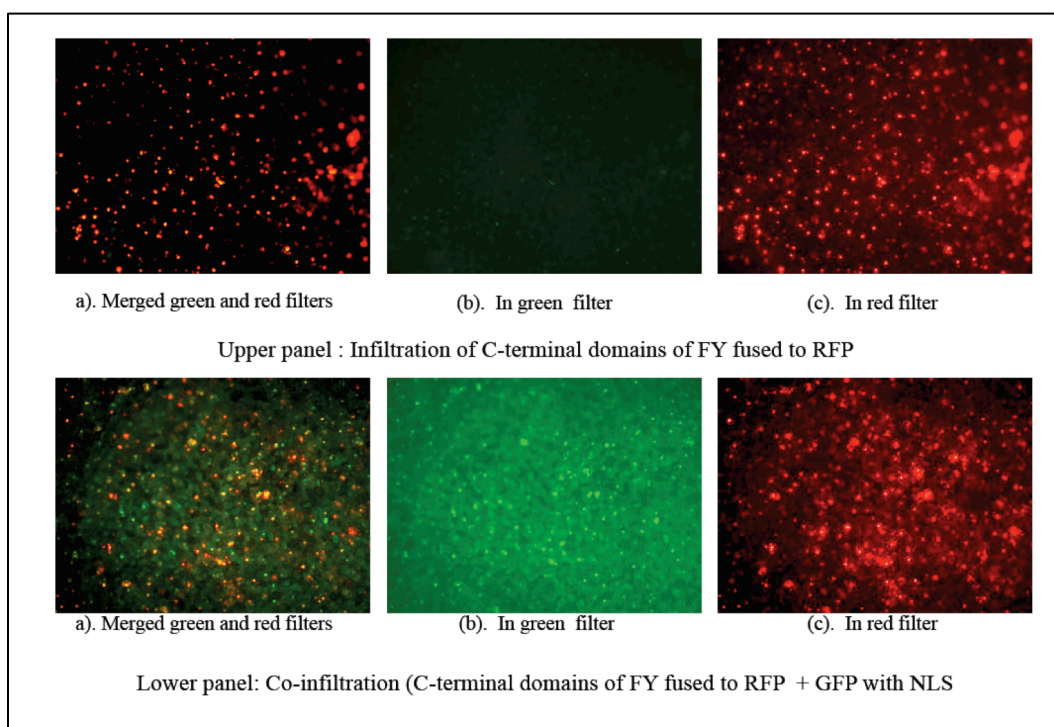 a). Merged green and red filters
(b). In green filter
(c). In red filter
Upper panel : Infiltration of C-terminal domains of FY fused to RFP
a). Merged green and red filters
(b). In green filter
(c). In red filter
Lower panel: Co-infiltration (C-terminal domains of FY fused to RFP + GFP with NLS